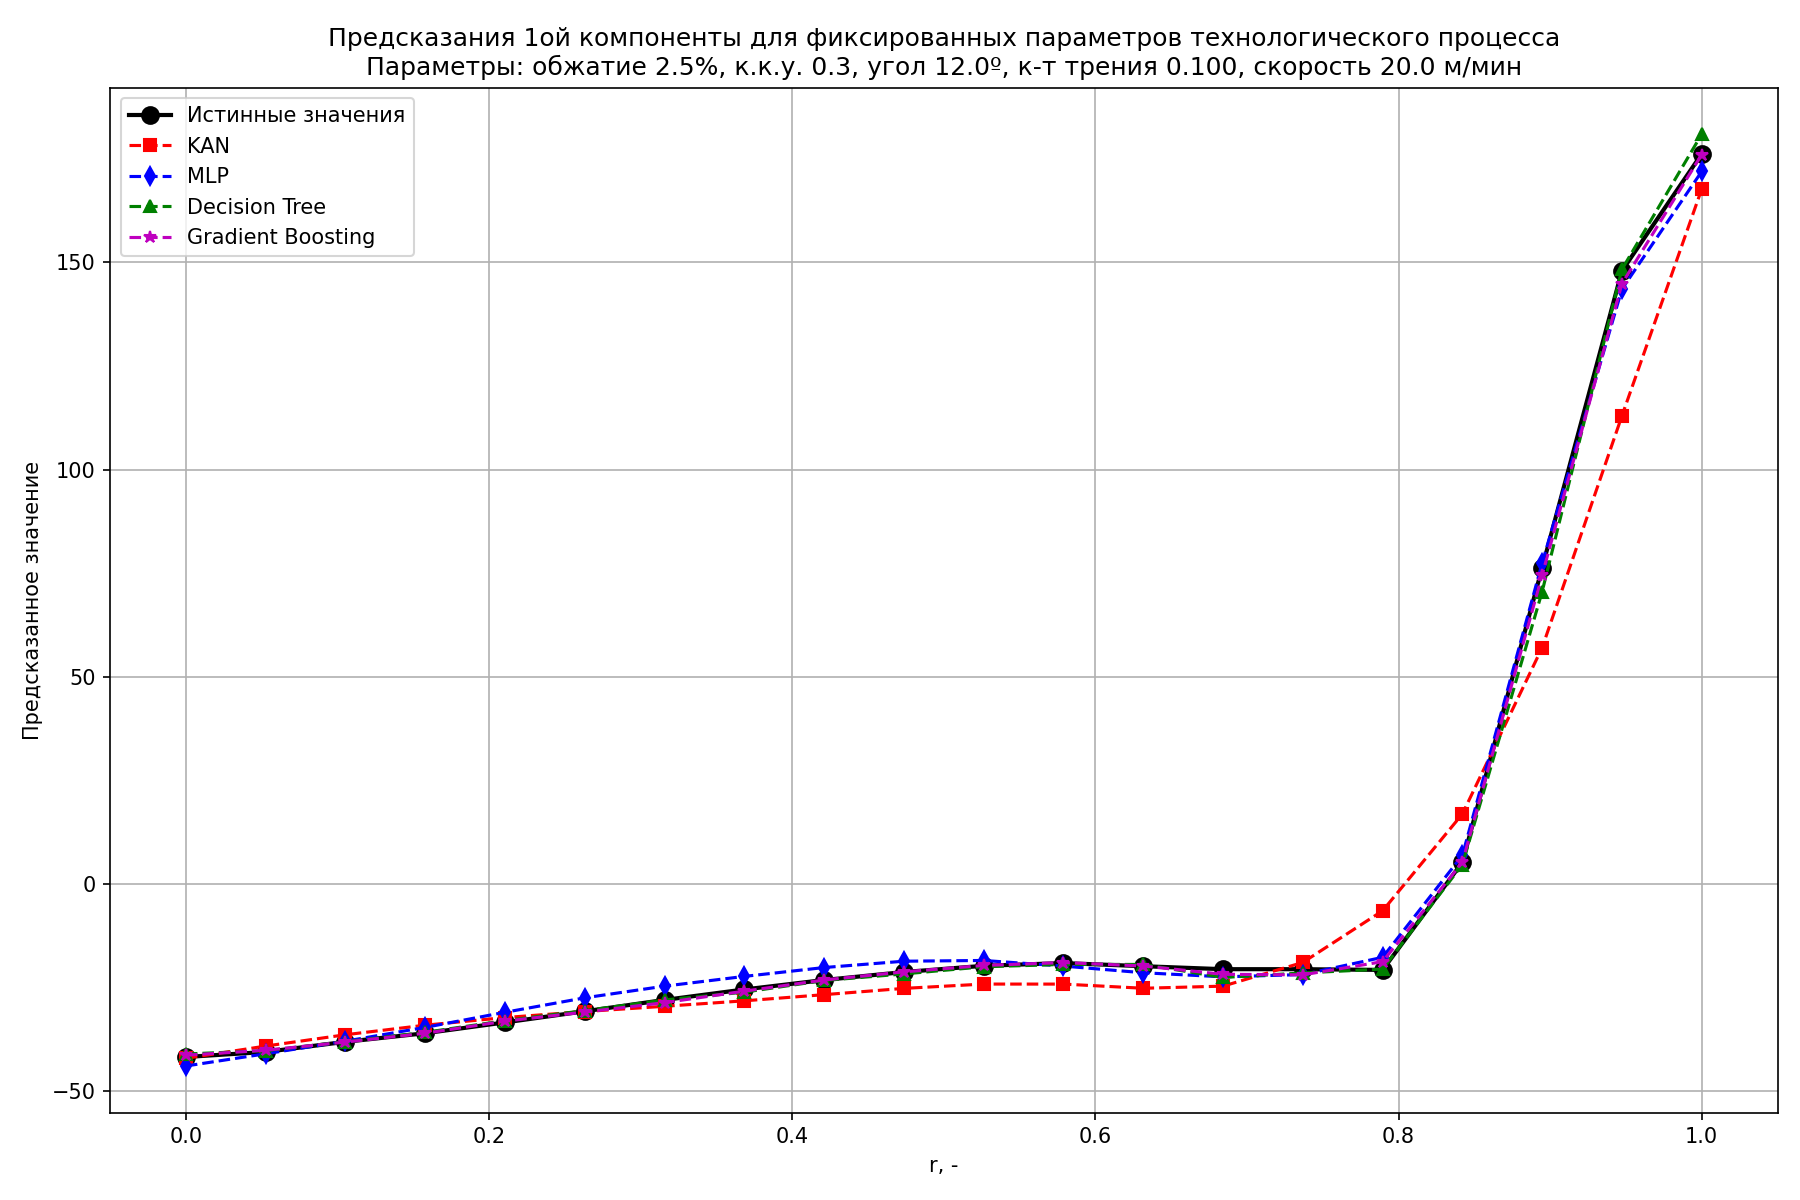 Предсказания 1ой компоненты для фиксированных параметров технологического процесса
Параметры: обжатие 2.5%, к.к.у. 0.3, угол 12.0º, к-т трения 0.100, скорость 20.0 м/мин
Истинные значения
KAN
MLP
Decision Tree
Gradient Boosting
Предсказанное значение
150
100
50
0
−50
0.0
0.2
0.4
0.6
0.8
1.0
r, -